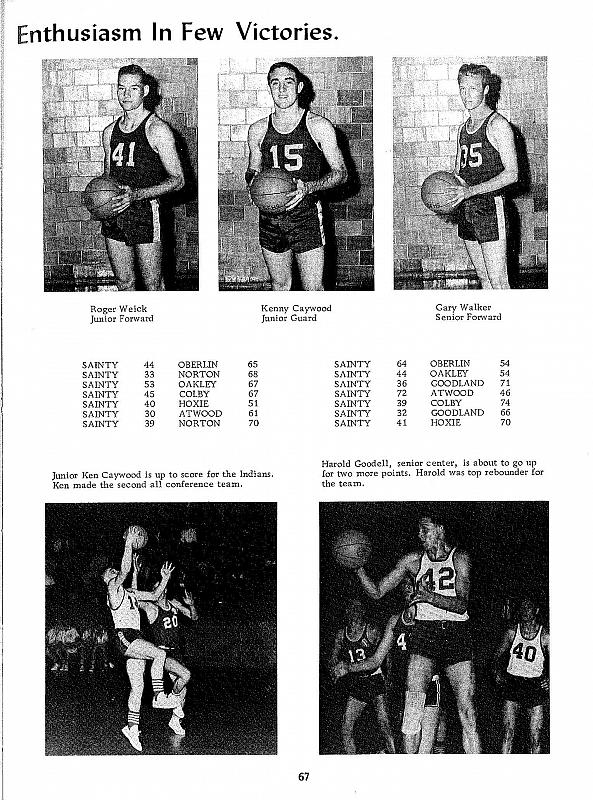 Enthusiasm In Few Victories.
41
15
35
Roger Weick
Junior Forward
Kenny Caywood
Junior Guard
Gary Walker
Senior Forward
SAINTY 44 OBERLIN 65
SAINTY 33 NORTON 68
SAINTY 53 OAKLEY 67
SAINTY 45 COLBY 67
SAINTY 40 HOXIE 51
SAINTY 30 ATWOOD 61
SAINTY 39 NORTON 70
SAINTY 64 OBERLIN 54
SAINTY 44 OAKLEY 54
SAINTY 36 GOODLAND 71
SAINTY 72 ATWOOD 46
SAINTY 39 COLBY 74
SAINTY 32 GOODLAND 66
SAINTY 41 HOXIE 70
Junior Ken Caywood is up to score for the Indians.
Ken made the second all conference team.
Harold Goodell, senior center, is about to go up
for two more points. Harold was top rebounder for
the team.
20
42
13
4
40
67